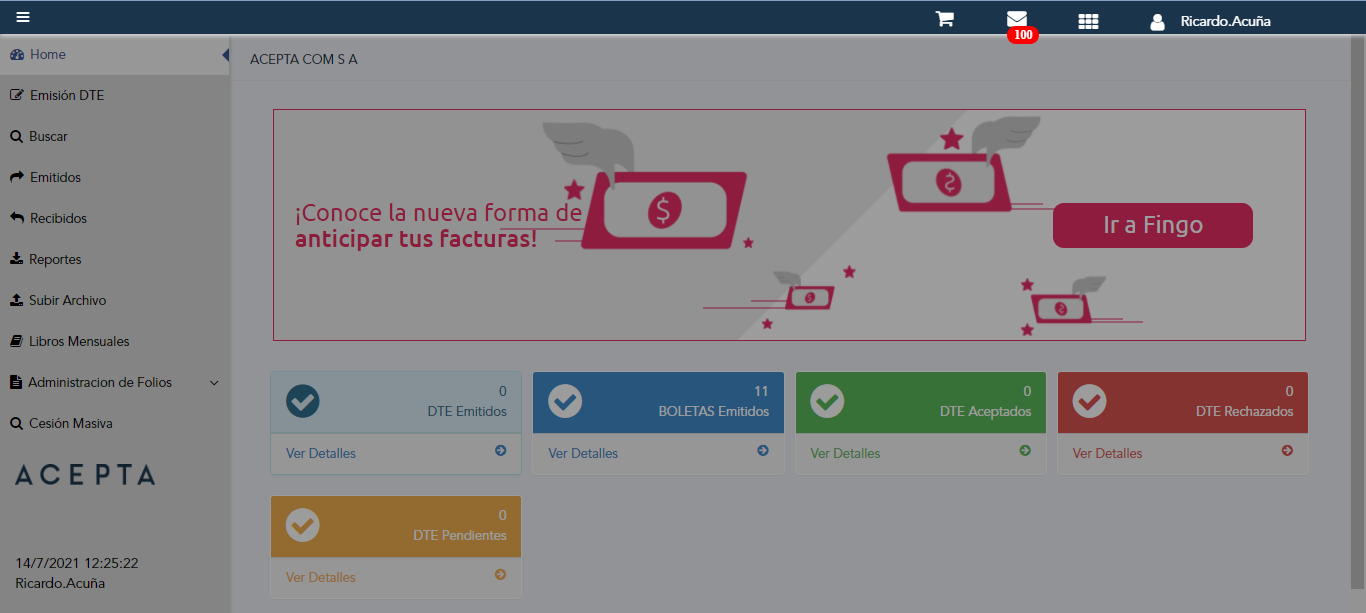 100
Ricardo.Acuña
Home
ACEPTA COM S A
Emisión DTE
Buscar
Emitidos
Recibidos
Reportes
Subir Archivo
Libros Mensuales
Administracion de Folios
Cesión Masiva
ACEPTA
14/7/2021 12:25:22
Ricardo.Acuña
¡Conoce la nueva forma de
anticipar tus facturas!
$
$
$
$
Ir a Fingo
0
DTE Emitidos
Ver Detalles
11
BOLETAS Emitidos
Ver Detalles
0
DTE Aceptados
Ver Detalles
0
DTE Rechazados
Ver Detalles
0
DTE Pendientes
Ver Detalles